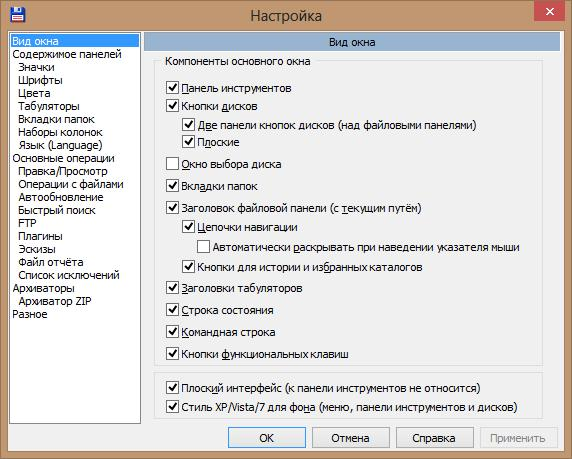 Настройка
Вид окна
Содержимое панелей
Значки
Шрифты
Цвета
Табуляторы
Вкладки папок
Наборы колонок
Язык (Language)
Основные операции
Правка/Просмотр
Операции с файлами
Автообновление
Быстрый поиск
FTP
Плагины
Эскизы
Файл отчёта
Список исключений
Архиваторы
Архиватор ZIP
Разное
Вид окна
Компоненты основного окна
Панель инструментов
Кнопки дисков
Две панели кнопок дисков (над файловыми панелями)
Плоские
Окно выбора диска
Вкладки папок
Заголовок файловой панели (с текущим путём)
Цепочки навигации
Автоматически раскрывать при наведении указателя мыши
Кнопки для истории и избранных каталогов
Заголовки табуляторов
Строка состояния
Командная строка
Кнопки функциональных клавиш
Плоский интерфейс (к панели инструментов не относится)
Стиль XP/Vista/7 для фона (меню, панели инструментов и дисков)
OK
Отмена
Справка
Применить